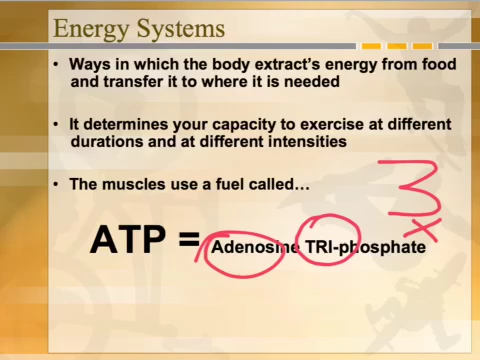 Energy Systems
• Ways in which the body extract's energy from food
and transfer it to where it is needed
• It determines your capacity to exercise at different
durations and at different intensities
• The muscles use a fuel called…
3
x
ATP = Adenosine TRI-phosphate